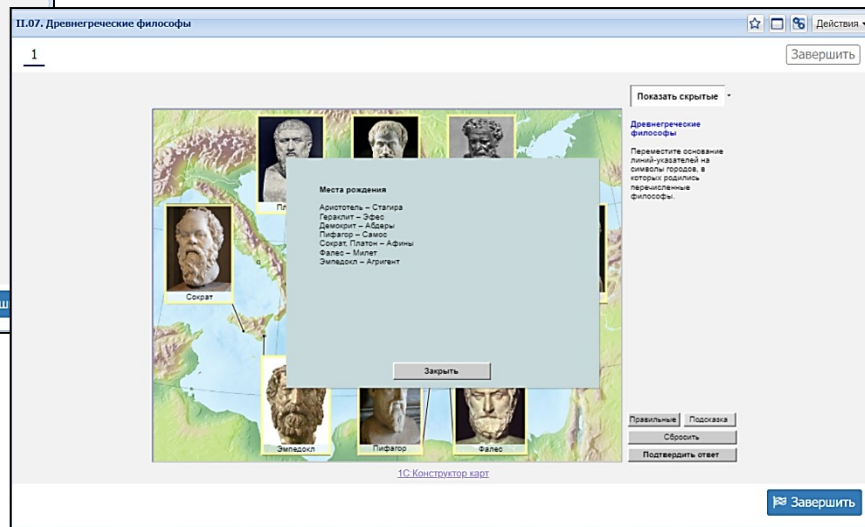 II.07. Древнегреческие философы
Действия
1
Завершить
Показать скрытые
Древнегреческие
философы
Переместите основание
линий-указателей на
символы городов, в
которых родились
перечисленные
философы.
Места рождения
Аристотель – Стагира
Гераклит – Эфес
Демокрит – Абдеры
Пифагор – Самос
Сократ, Платон – Афины
Фалес – Милет
Эмпедокл – Агригент
Закрыть
Сократ
Эмпедокл
Пифагор
Фалес
Правильные
Подсказка
Сбросить
Подтвердить ответ
1С:Конструктор карт
Завершить